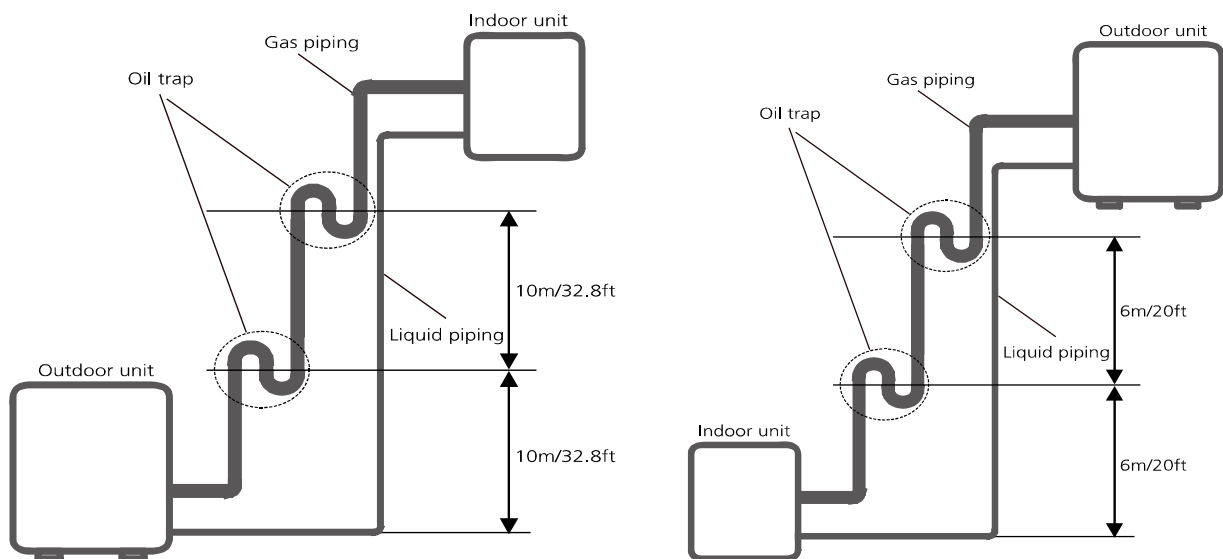 Indoor unit
Gas piping
Oil trap
10m/32.8ft
Liquid piping
Outdoor unit
10m/32.8ft
Outdoor unit
Gas piping
Oil trap
6m/20ft
Liquid piping
Indoor unit
6m/20ft